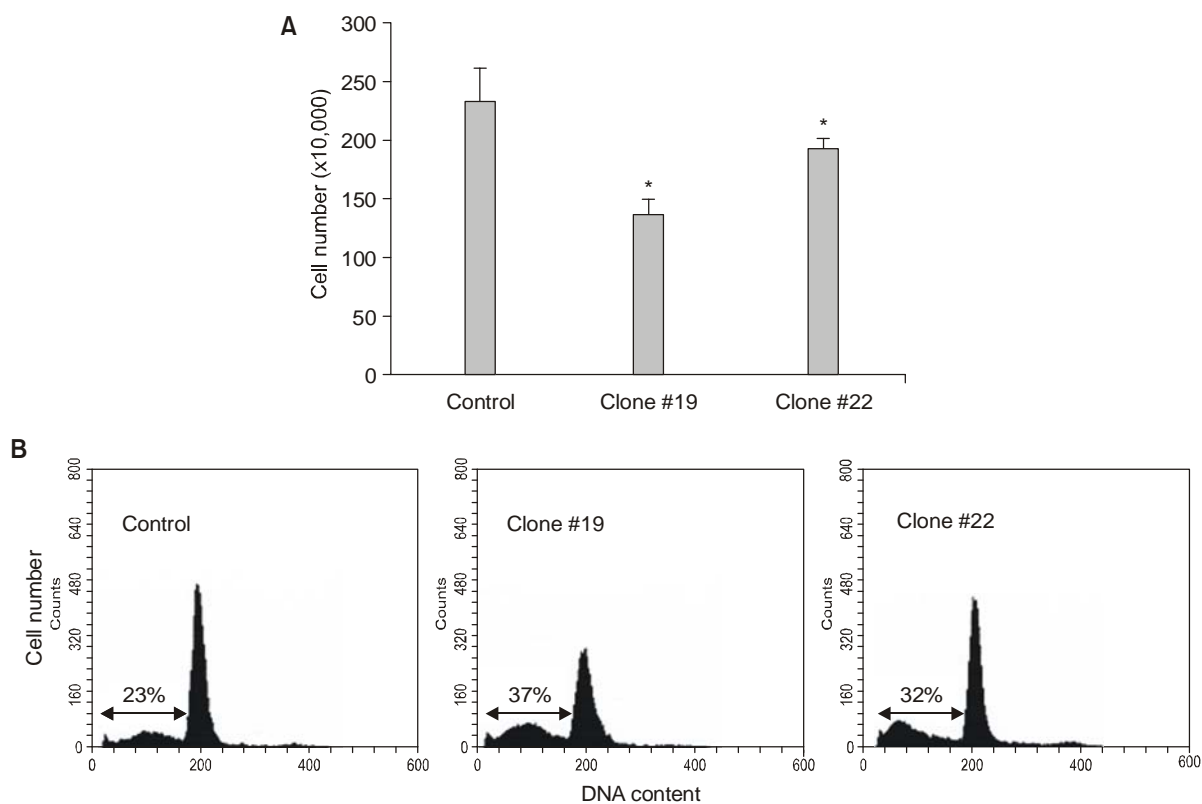 A
300
250
200
150
100
50
0
Cell number (x10,000)
*
*
Control Clone #19 Clone #22
B
Cell number
Counts
800
640
480
320
160
0
Control
23%
0 200 400 600
Counts
800
640
480
320
160
0
Clone #19
37%
0 200 400 600
Counts
800
640
480
320
160
0
Clone #22
32%
0 200 400 600
DNA content